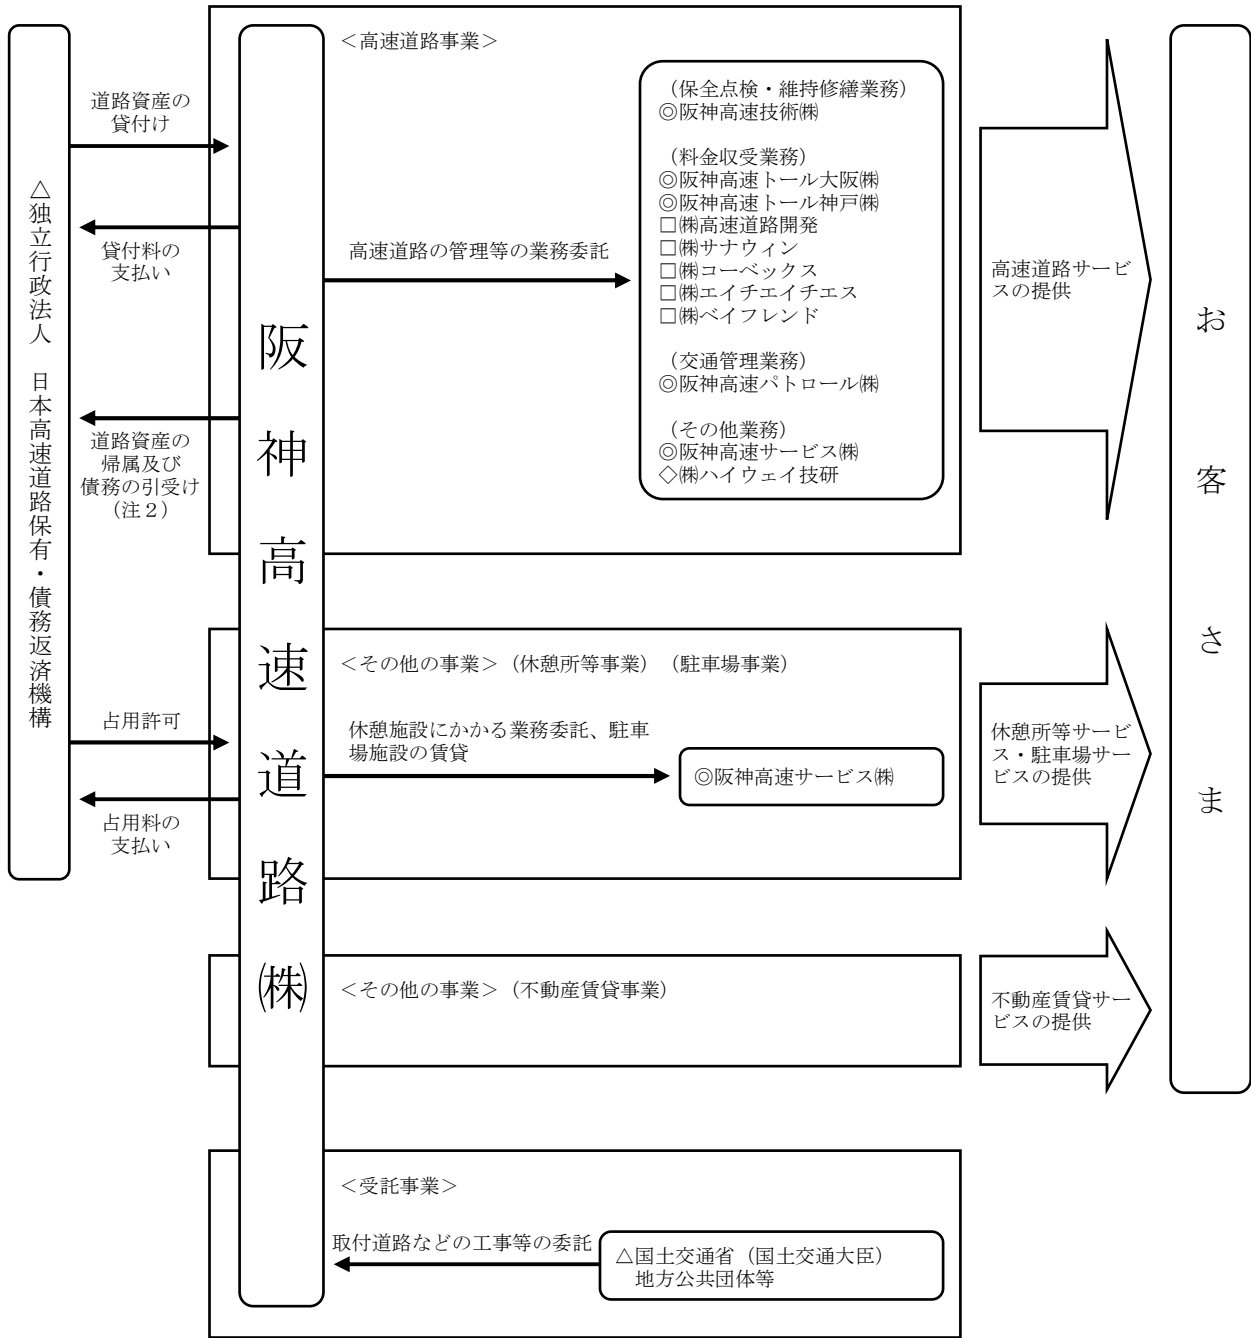 △独立行政法人　日本高速道路保有・債務返済機構
道路資産の
貸付け
貸付料の
支払い
道路資産の
帰属及び
債務の引受け
（注２）
占用許可
占用料の
支払い
阪神高速道路㈱
＜高速道路事業＞
高速道路の管理等の業務委託
（保全点検・維持修繕業務）
◎阪神高速技術㈱
（料金収受業務）
◎阪神高速トール大阪㈱
◎阪神高速トール神戸㈱
□㈱高速道路開発
□㈱サナウィン
□㈱コーベックス
□㈱エイチエイチエス
□㈱ベイフレンド
（交通管理業務）
◎阪神高速パトロール㈱
（その他業務）
◎阪神高速サービス㈱
◇㈱ハイウェイ技研
高速道路サービ
スの提供
＜その他の事業＞（休憩所等事業）（駐車場事業）
休憩施設にかかる業務委託、駐車
場施設の賃貸
◎阪神高速サービス㈱
休憩所等サービ
ス・駐車場サー
ビスの提供
＜その他の事業＞（不動産賃貸事業）
不動産賃貸サー
ビスの提供
＜受託事業＞
取付道路などの工事等の委託
△国土交通省（国土交通大臣）
地方公共団体等
お客さま